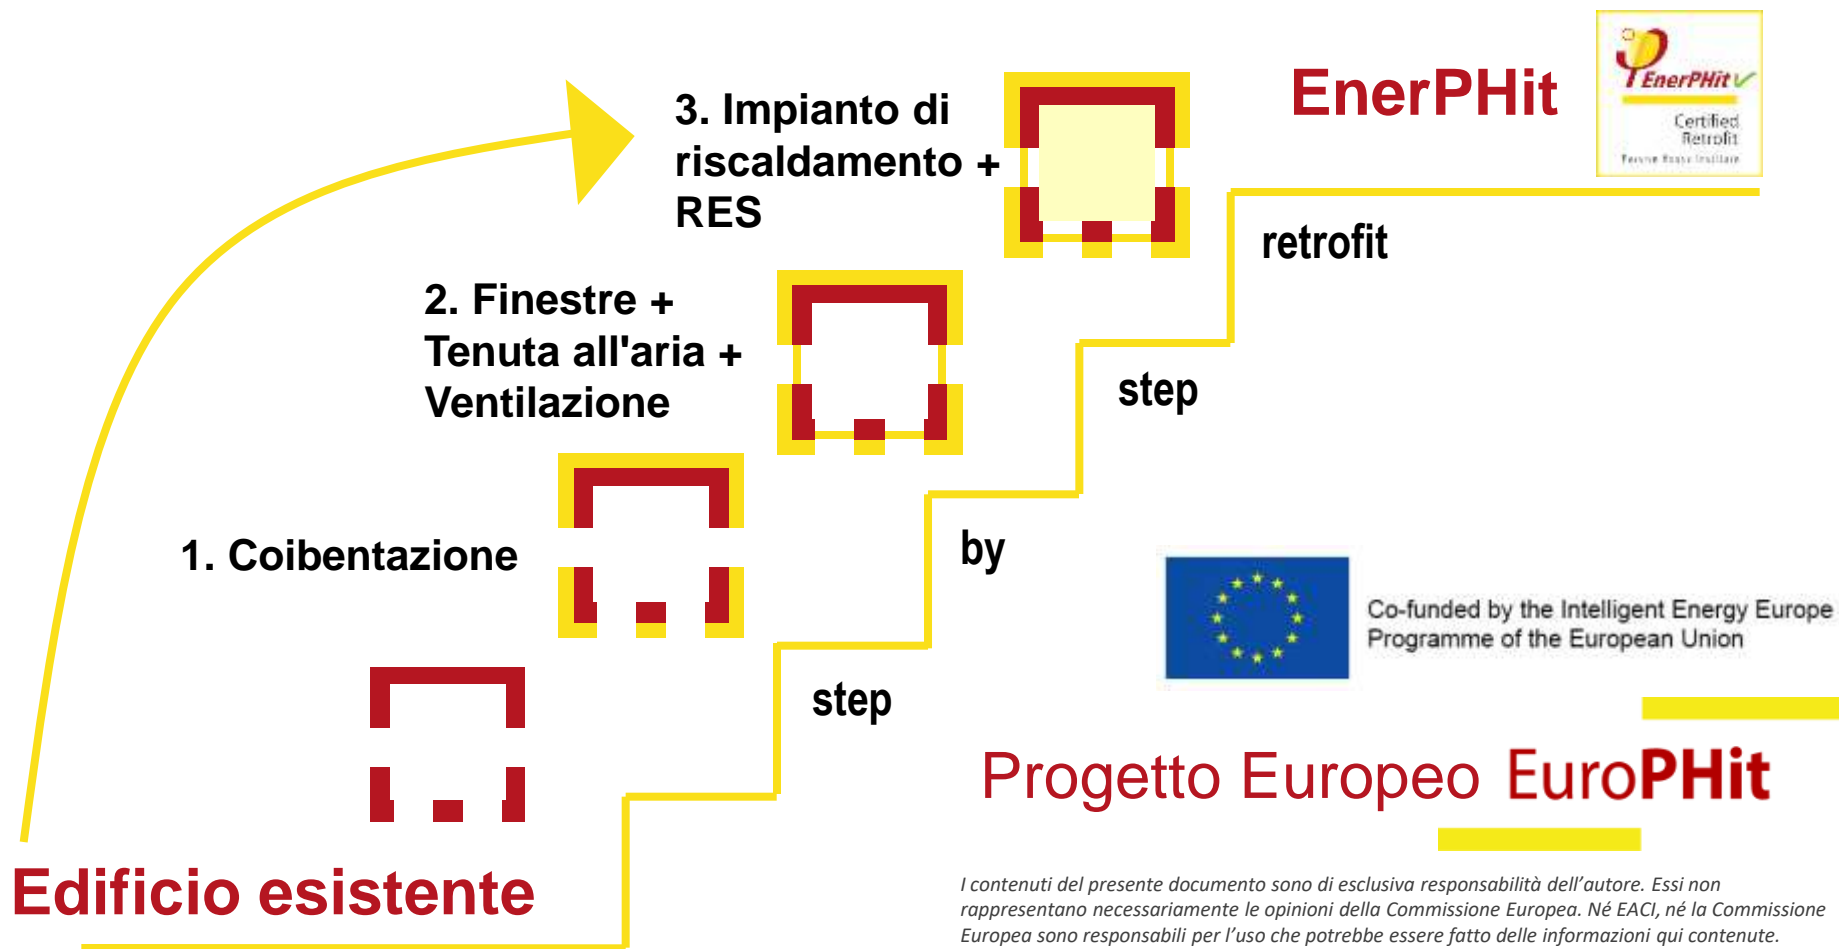 EnerPHit
EnerPHit
Certified
Retrofit
3. Impianto di
riscaldamento +
RES
retrofit
2. Finestre +
Tenuta all'aria +
Ventilazione
step
1. Coibentazione
by
Co-funded by the Intelligent Energy Europe
Programme of the European Union
step
Progetto Europeo EuroPHit
Edificio esistente
I contenuti del presente documento sono di esclusiva responsabilità dell’autore. Essi non
rappresentano necessariamente le opinioni della Commissione Europea. Né EACI, né la Commissione
Europea sono responsabili per l’uso che potrebbe essere fatto delle informazioni qui contenute.